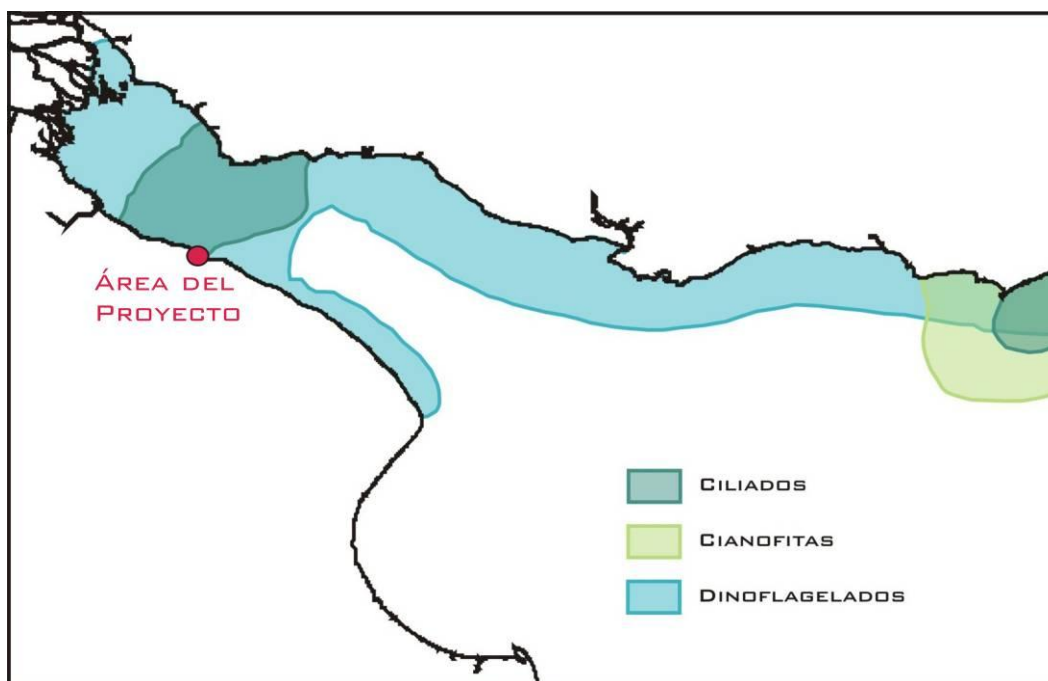 ÁREA DEL
PROYECTO
CILIADOS
CIANOFITAS
DINOFLAGELADOS